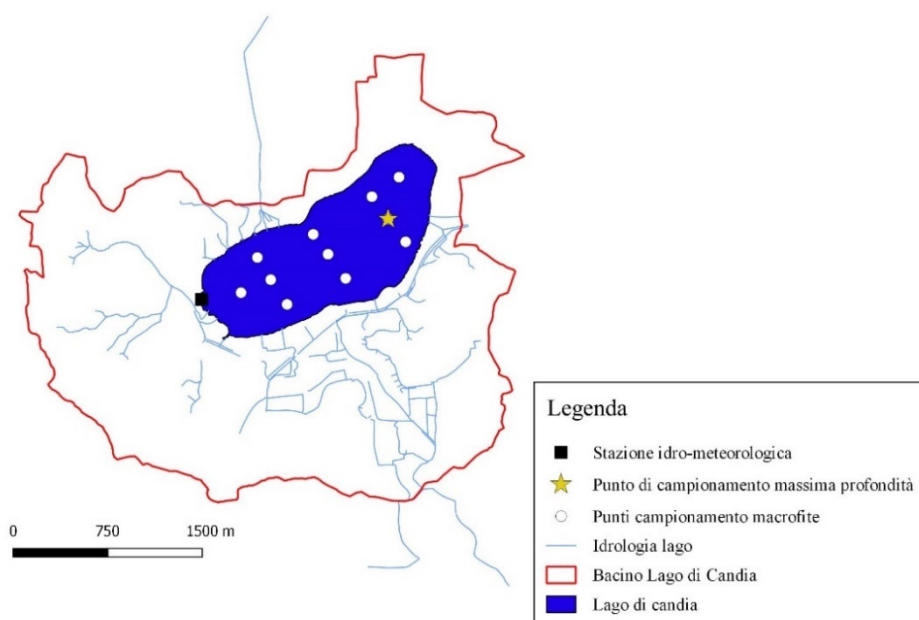 Legenda
Stazione idro-meteorologica
Punto di campionamento massima profondità
Punti campionamento macrofite
Idrologia lago
Bacino Lago di Candia
Lago di candia
0 750 1500 m